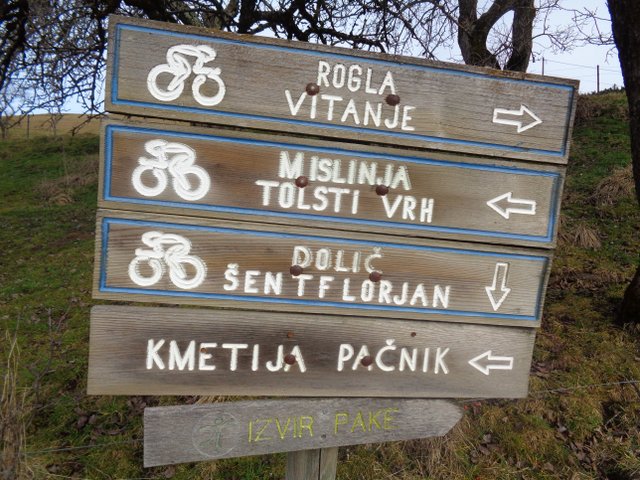 ROGLA
VITANJE
MISLINJA
TOLSTI VRH
DOLIČ
ŠENTFLORJAN
KMETIJA PAČNIK
IZVIR PAKE